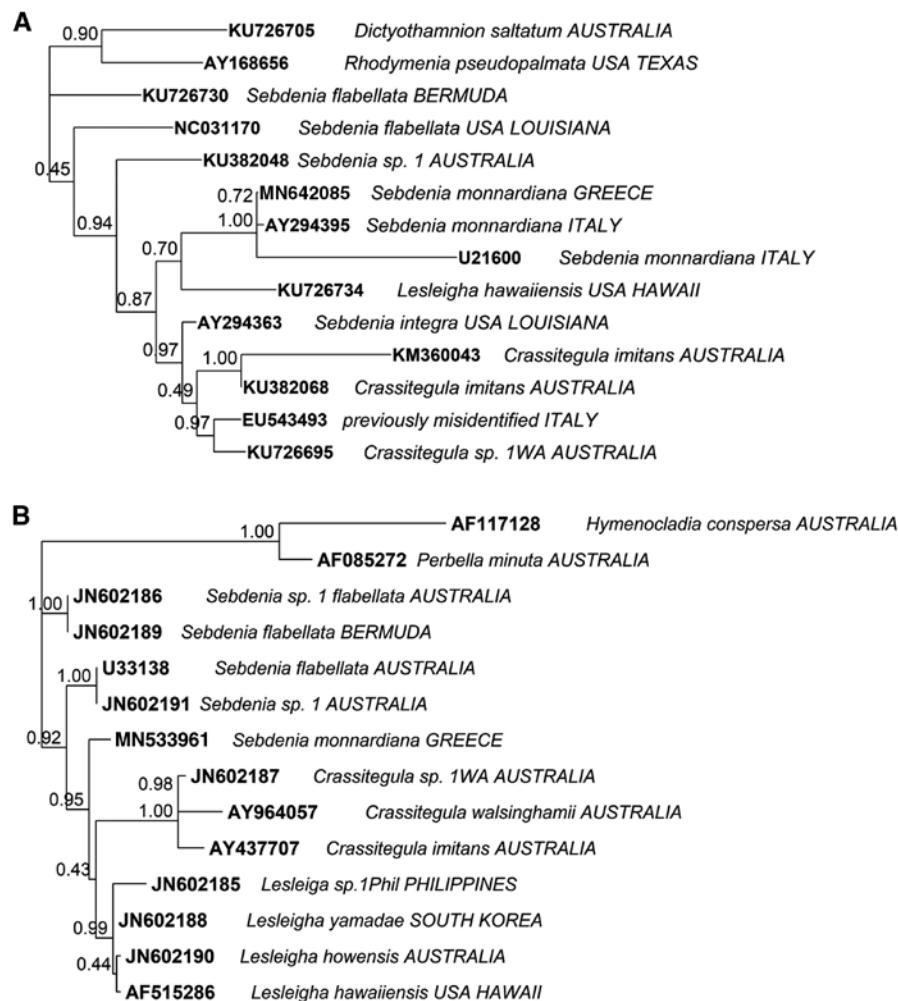 A
0.90 KU726705 Dictyothamnion saltatum AUSTRALIA
AY168656 Rhodymenia pseudopalmata USA TEXAS
KU726730 Sebdenia flabellata BERMUDA
NC031170 Sebdenia flabellata USA LOUISIANA
0.45 KU382048 Sebdenia sp. 1 AUSTRALIA
0.72 MN642085 Sebdenia monnardiana GREECE
0.94 1.00 AY294395 Sebdenia monnardiana ITALY
0.70 U21600 Sebdenia monnardiana ITALY
KU726734 Lesleigha hawaiiensis USA HAWAII
0.87 AY294363 Sebdenia integra USA LOUISIANA
0.97 1.00 KM360043 Crassitegula imitans AUSTRALIA
0.49 KU382068 Crassitegula imitans AUSTRALIA
0.97 EU543493 previously misidentified ITALY
KU726695 Crassitegula sp. 1WA AUSTRALIA
B
1.00 AF117128 Hymenocladia conspersa AUSTRALIA
AF085272 Perbella minuta AUSTRALIA
1.00 JN602186 Sebdenia sp. 1 flabellata AUSTRALIA
JN602189 Sebdenia flabellata BERMUDA
1.00 U33138 Sebdenia flabellata AUSTRALIA
JN602191 Sebdenia sp. 1 AUSTRALIA
0.92 MN533961 Sebdenia monnardiana GREECE
0.98 JN602187 Crassitegula sp. 1WA AUSTRALIA
0.95 1.00 AY964057 Crassitegula walsinghamii AUSTRALIA
AY437707 Crassitegula imitans AUSTRALIA
0.43 JN602185 Lesleiga sp.1Phil PHILIPPINES
0.99 JN602188 Lesleigha yamadae SOUTH KOREA
JN602190 Lesleigha howensis AUSTRALIA
0.44 AF515286 Lesleigha hawaiiensis USA HAWAII